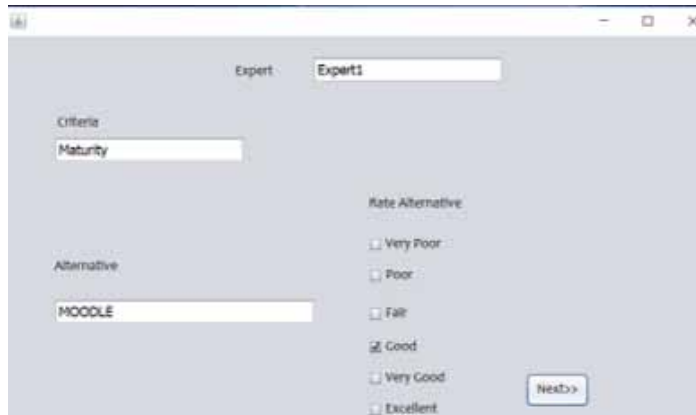 Expert Expert1
Criteria
Maturity
Rate Alternative
Very Poor
Alternative
Poor
MOODLE
Fair
Good
Very Good
Next>>
Excellent